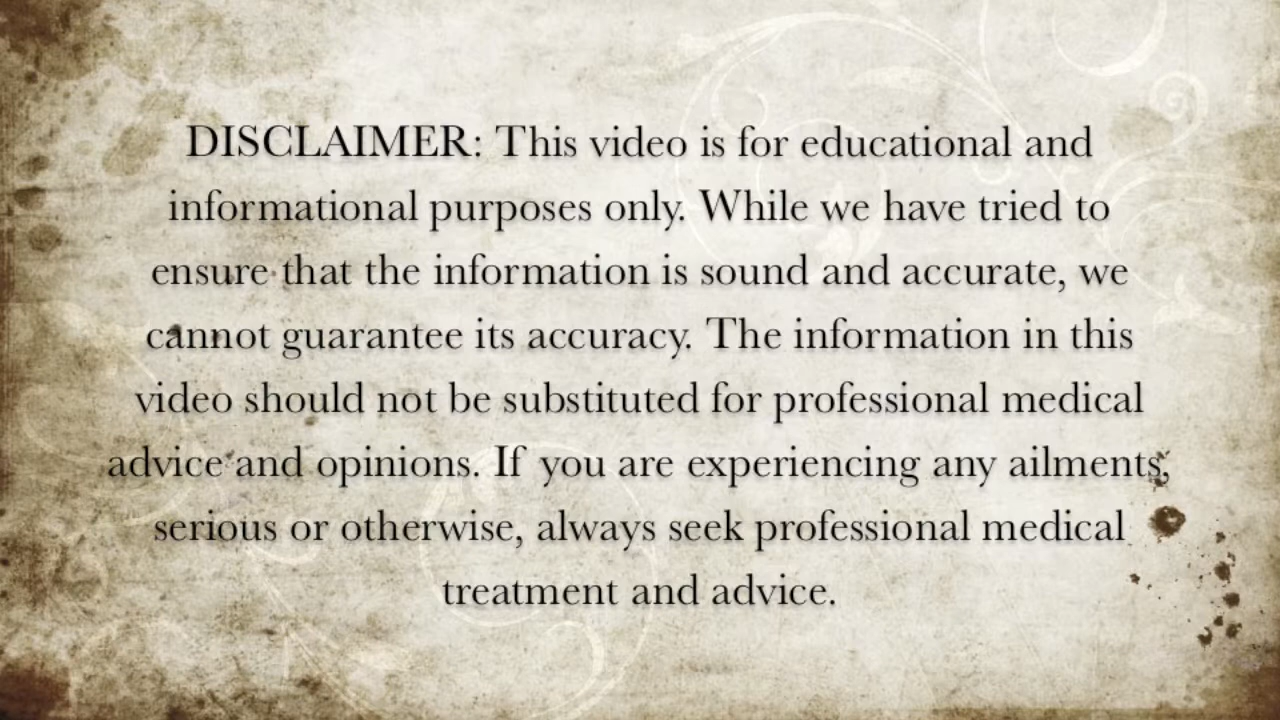 DISCLAIMER: This video is for educational and
informational purposes only. While we have tried to
ensure that the information is sound and accurate, we
cannot guarantee its accuracy. The information in this
video should not be substituted for professional medical
advice and opinions. If you are experiencing any ailments,
serious or otherwise, always seek professional medical
treatment and advice.